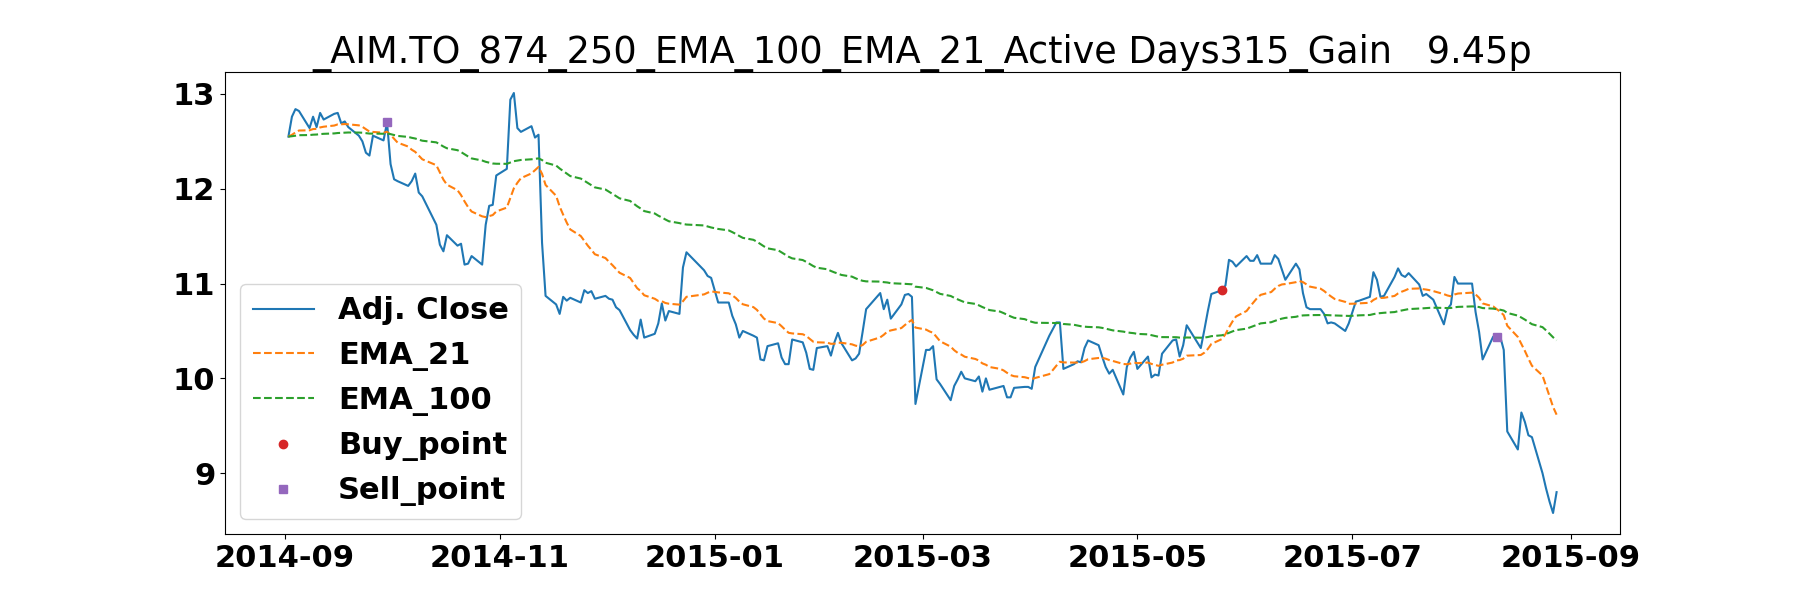 _AIM.TO_874_250_EMA_100_EMA_21_Active Days315_Gain   9.45p
13
12
11
10
9
Adj. Close
EMA_21
EMA_100
Buy_point
Sell_point
2014-09 2014-11 2015-01 2015-03 2015-05 2015-07 2015-09